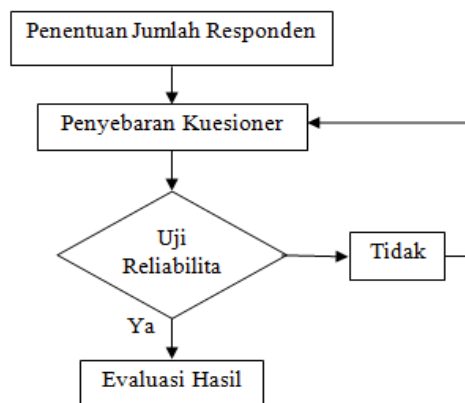 Penentuan Jumlah Responden
Penyebaran Kuesioner
Uji
Reliabilita
Tidak
Ya
Evaluasi Hasil